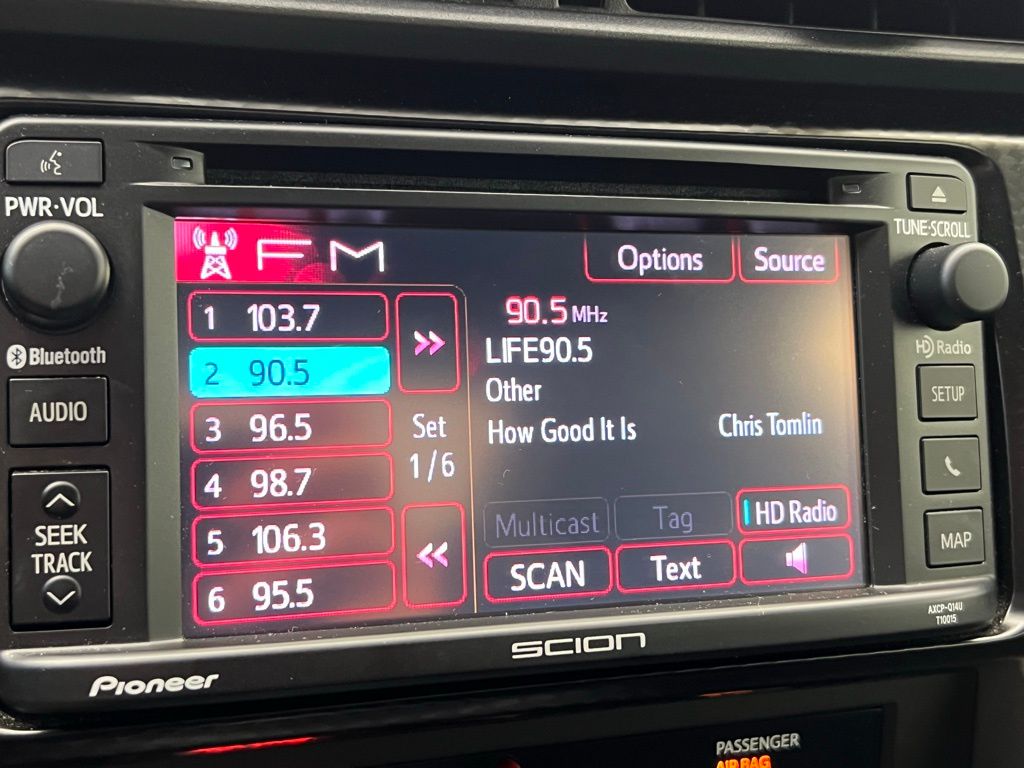 PWR·VOL
Bluetooth
AUDIO
SEEK
TRACK
FM
Options
Source
1 103.7
2 90.5
3 96.5
4 98.7
5 106.3
6 95.5
Set
1/6
90.5 MHz
LIFE90.5
Other
How Good It Is Chris Tomlin
Multicast
Tag
HD Radio
SCAN
Text
TUNE·SCROLL
HD Radio
SETUP
MAP
AXCP-Q14U
T10015
SCION
Pioneer
PASSENGER
AIR BAG